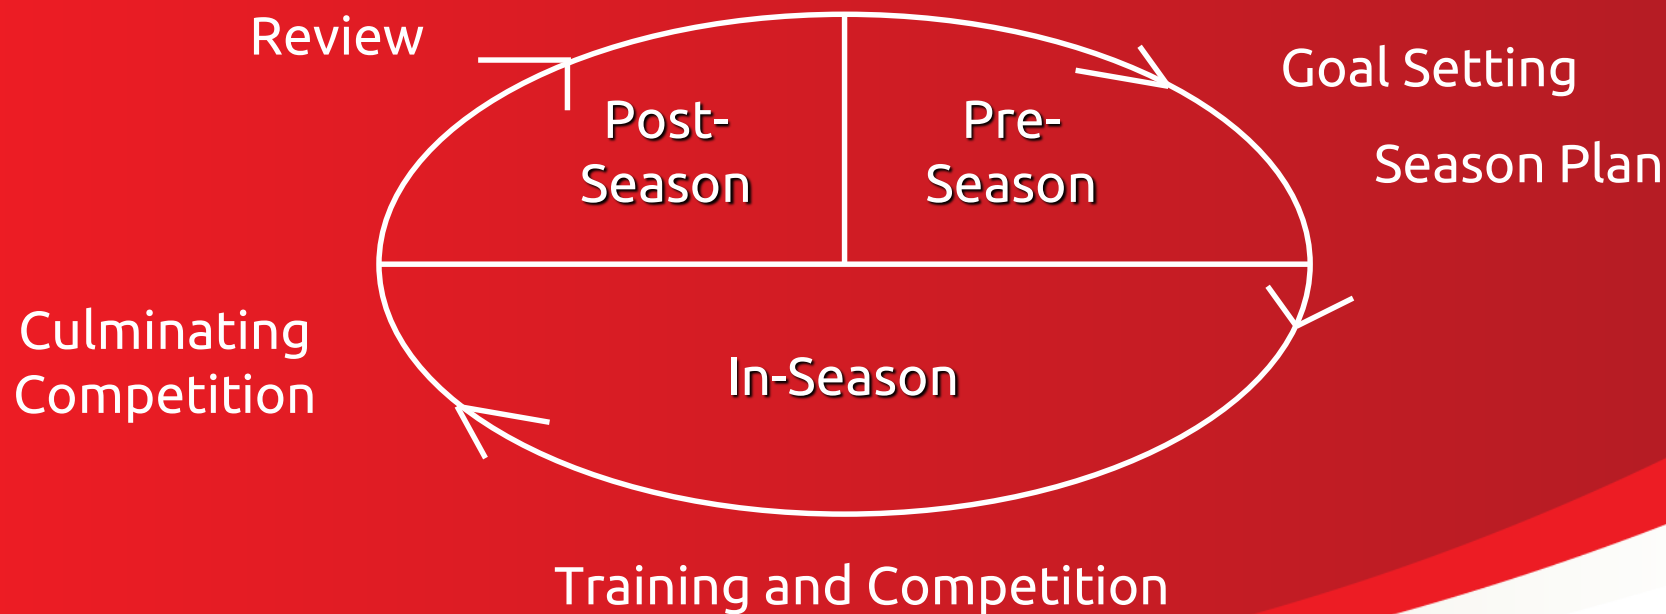 Review
Goal Setting
Post-
Season
Pre-
Season
Season Plan
Culminating
Competition
In-Season
Training and Competition